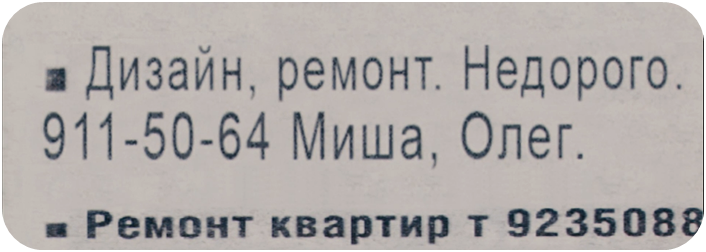 ▪ Дизайн, ремонт. Недорого.
911-50-64 Миша, Олег.
▪ Ремонт квартир т 9235088